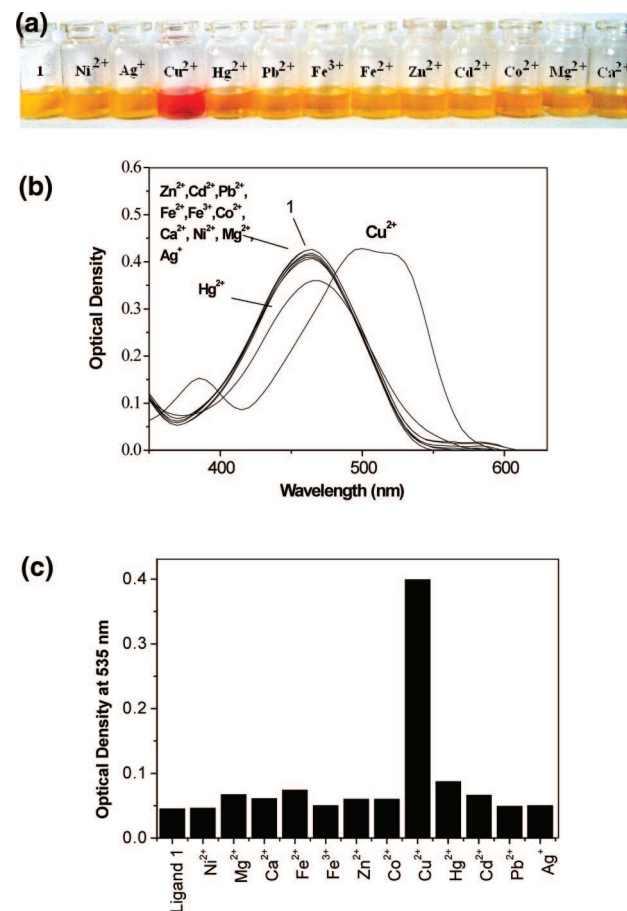 (a)
1 Ni2+ Ag+ Cu2+ Hg2+ Pb2+ Fe3+ Fe2+ Zn2+ Cd2+ Co2+ Mg2+ Ca2+
(b)
0.6
0.5
0.4
0.3
0.2
0.1
0.0
Optical Density
Zn2+,Cd2+,Pb2+,
Fe2+,Fe3+,Co2+,
Ca2+, Ni2+, Mg2+,
Ag+
1
Cu2+
Hg2+
400 500 600
Wavelength (nm)
(c)
0.4
0.3
0.2
0.1
0.0
Optical Density at 535 nm
Ligand 1
Ni2+
Mg2+
Ca2+
Fe2+
Fe3+
Zn2+
Co2+
Cu2+
Hg2+
Cd2+
Pb2+
Ag+